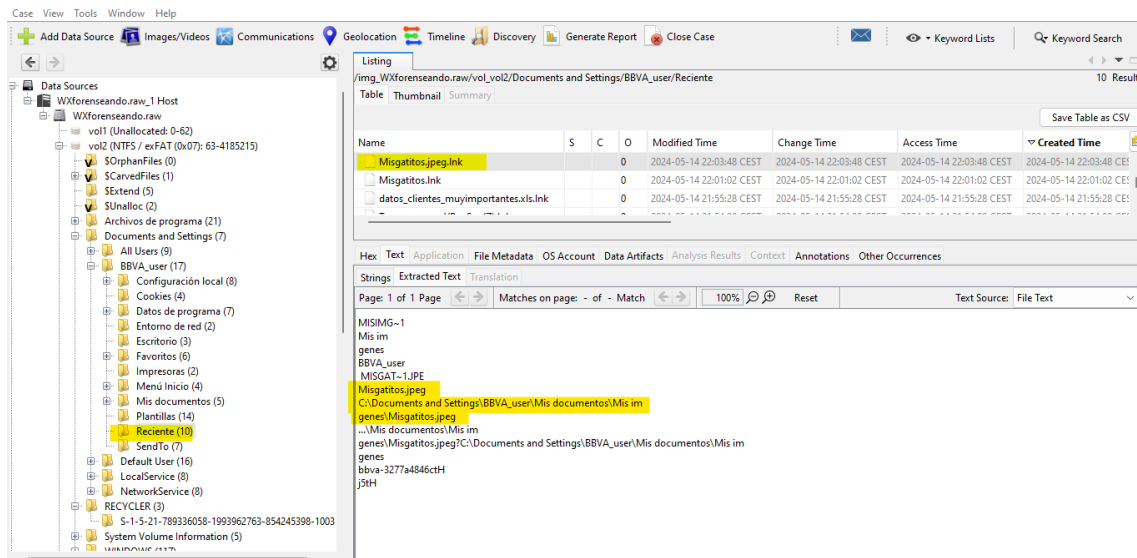 Case View Tools Window Help
Add Data Source Images/Videos Communications Geolocation Timeline Discovery Generate Report Close Case Keyword Lists Keyword Search
Data Sources
WXforenseando.raw_1 Host
WXforenseando.raw
vol1 (Unallocated: 0-62)
vol2 (NTFS / exFAT (0x07): 63-4185215)
$OrphanFiles (0)
$CarvedFiles (1)
$Extend (5)
$Unalloc (2)
Archivos de programa (21)
Documents and Settings (7)
All Users (9)
BBVA_user (17)
Configuración local (8)
Cookies (4)
Datos de programa (7)
Entorno de red (2)
Escritorio (3)
Favoritos (6)
Impresoras (2)
Menú Inicio (4)
Mis documentos (5)
Plantillas (14)
Reciente (10)
SendTo (7)
Default User (16)
LocalService (8)
NetworkService (8)
RECYCLER (3)
S-1-5-21-789336058-1993962763-854245398-1003
System Volume Information (5)
Listing
/img_WXforenseando.raw/vol_vol2/Documents and Settings/BBVA_user/Reciente
10 Result
Table Thumbnail Summary
Save Table as CSV
Name S C O Modified Time Change Time Access Time Created Time
Misgatitos.jpeg.lnk 0 2024-05-14 22:03:48 CEST 2024-05-14 22:03:48 CEST 2024-05-14 22:03:48 CEST 2024-05-14 22:03:48 CES
Misgatitos.lnk 0 2024-05-14 22:01:02 CEST 2024-05-14 22:01:02 CEST 2024-05-14 22:01:02 CEST 2024-05-14 22:01:02 CES
datos_clientes_muyimportantes.xls.lnk 0 2024-05-14 21:55:28 CEST 2024-05-14 21:55:28 CEST 2024-05-14 21:55:28 CEST 2024-05-14 21:55:28 CES
Hex Text Application File Metadata OS Account Data Artifacts Analysis Results Context Annotations Other Occurrences
Strings Extracted Text Translation
Page: 1 of 1 Page Matches on page: - of - Match 100% Reset Text Source: File Text
MISIMG~1
Mis im
genes
BBVA_user
MISGAT~1.JPE
Misgatitos.jpeg
C:\Documents and Settings\BBVA_user\Mis documentos\Mis im
genes\Misgatitos.jpeg
...\Mis documentos\Mis im
genes\Misgatitos.jpeg?C:\Documents and Settings\BBVA_user\Mis documentos\Mis im
genes
bbva-3277a4846ctH
j5tH